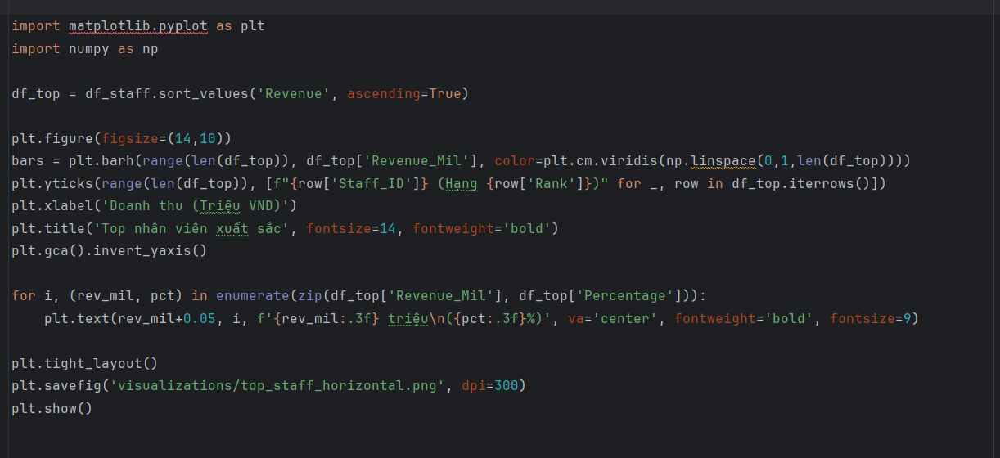 import matplotlib.pyplot as plt
import numpy as np
df_top = df_staff.sort_values('Revenue', ascending=True)
plt.figure(figsize=(14,10))
bars = plt.barh(range(len(df_top)), df_top['Revenue_Mil'], color=plt.cm.viridis(np.linspace(0,1,len(df_top))))
plt.yticks(range(len(df_top)), [f"{row['Staff_ID']} (Hạng {row['Rank']})" for _, row in df_top.iterrows()])
plt.xlabel('Doanh thu (Triệu VND)')
plt.title('Top nhân viên xuất sắc', fontsize=14, fontweight='bold')
plt.gca().invert_yaxis()
for i, (rev_mil, pct) in enumerate(zip(df_top['Revenue_Mil'], df_top['Percentage'])):
    plt.text(rev_mil+0.05, i, f'{rev_mil:.3f} triệu\n({pct:.3f}%)', va='center', fontweight='bold', fontsize=9)
plt.tight_layout()
plt.savefig('visualizations/top_staff_horizontal.png', dpi=300)
plt.show()